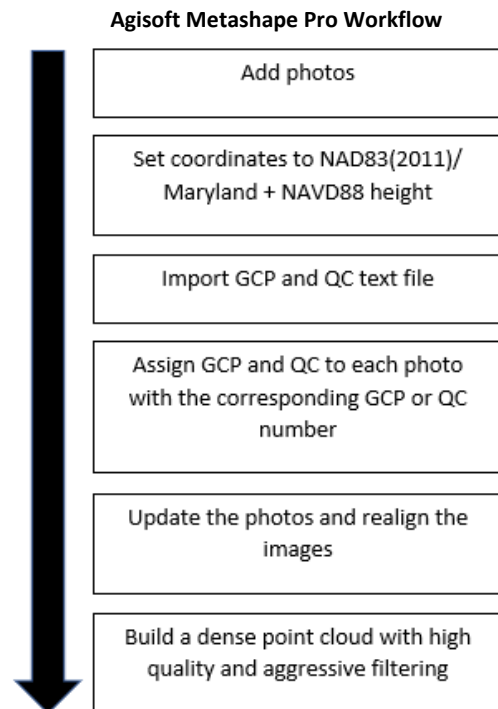 Agisoft Metashape Pro Workflow
Add photos
Set coordinates to NAD83(2011)/
Maryland + NAVD88 height
Import GCP and QC text file
Assign GCP and QC to each photo
with the corresponding GCP or QC
number
Update the photos and realign the
images
Build a dense point cloud with high
quality and aggressive filtering